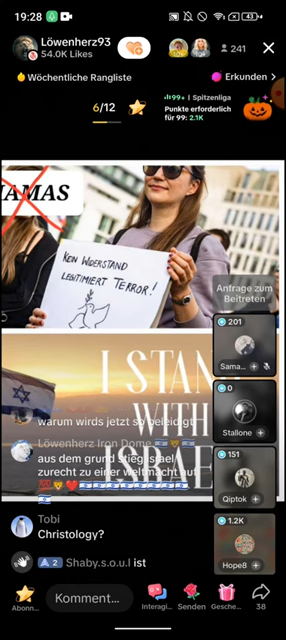 19:28
43
Löwenherz93
54.0K Likes
241
Wöchentliche Rangliste
Erkunden >
6/12
99+ | Spitzenliga
Punkte erforderlich
für 99: 2.1K
HAMAS
KEIN WIDERSTAND
LEGITIMIERT TERROR!
Anfrage zum
Beitreten
201
Sama...
I STAN
WITH
ISRAE
0
Stallone
warum wirds jetzt so beleidigt
Löwenherz Iron Dome
aus dem grund stieg israel
zurecht zu einer weltmacht auf
💯🦁❤️🇮🇱🇮🇱🇮🇱
151
Qiptok
Tobi
Christology?
1.2K
Hope8
2 Shaby.s.o.u.l ist
Komment...
Abonn...
Interagi...
Senden
Gesche...
38